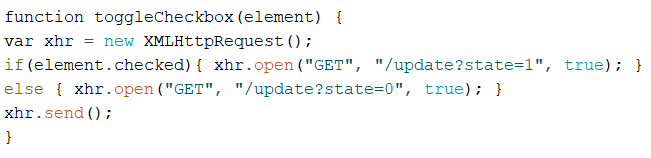 function toggleCheckbox(element) {
var xhr = new XMLHttpRequest();
if(element.checked){ xhr.open("GET", "/update?state=1", true); }
else { xhr.open("GET", "/update?state=0", true); }
xhr.send();
}